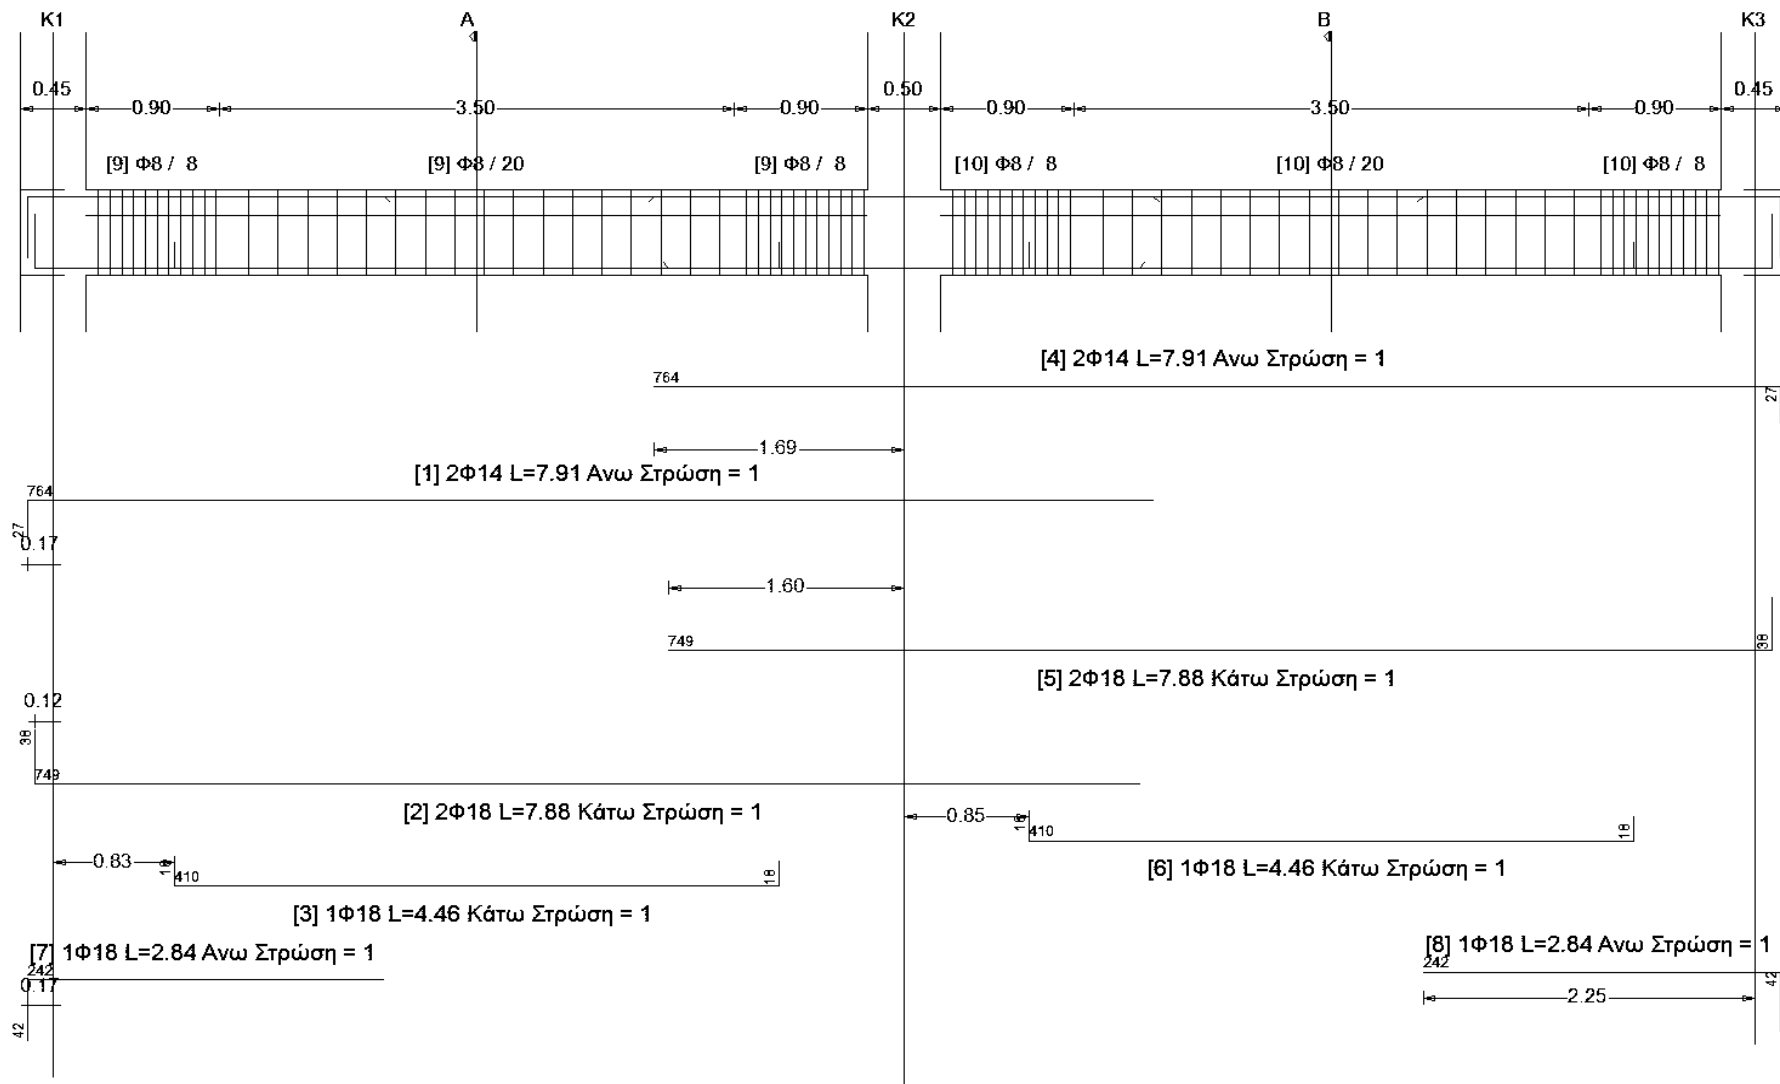 K1 A K2 B K3
0.45 0.90 3.50 0.90 0.50 0.90 3.50 0.90 0.45
[9] Φ8 / 8 [9] Φ8 / 20 [9] Φ8 / 8 [10] Φ8 / 8 [10] Φ8 / 20 [10] Φ8 / 8
[4] 2Φ14 L=7.91 Ανω Στρώση = 1
764
27
1.69
[1] 2Φ14 L=7.91 Ανω Στρώση = 1
764
27
0.17
1.60
749
38
[5] 2Φ18 L=7.88 Κάτω Στρώση = 1
0.12
38
749
[2] 2Φ18 L=7.88 Κάτω Στρώση = 1
0.85
18 410 18
[6] 1Φ18 L=4.46 Κάτω Στρώση = 1
0.83
18 410 18
[3] 1Φ18 L=4.46 Κάτω Στρώση = 1
[7] 1Φ18 L=2.84 Ανω Στρώση = 1
242
0.17
42
[8] 1Φ18 L=2.84 Ανω Στρώση = 1
242
42
2.25